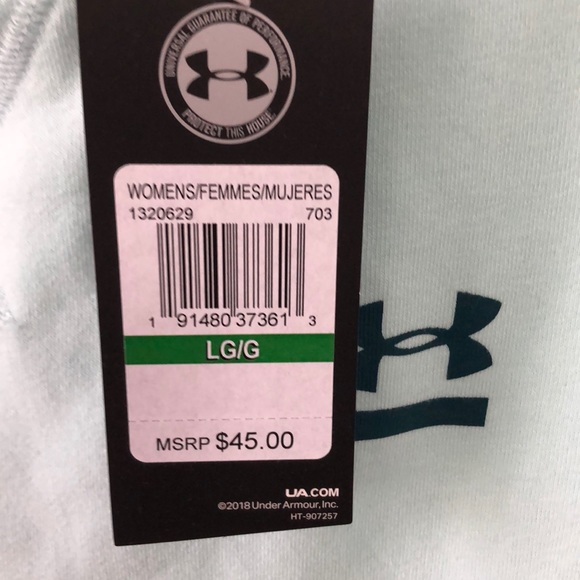 UNIVERSAL GUARANTEE OF PERFORMANCE
PROTECT THIS HOUSE
WOMENS/FEMMES/MUJERES
1320629 703
1 91480 37361 3
LG/G
MSRP $45.00
UA.COM
©2018 Under Armour, Inc.
HT-907257